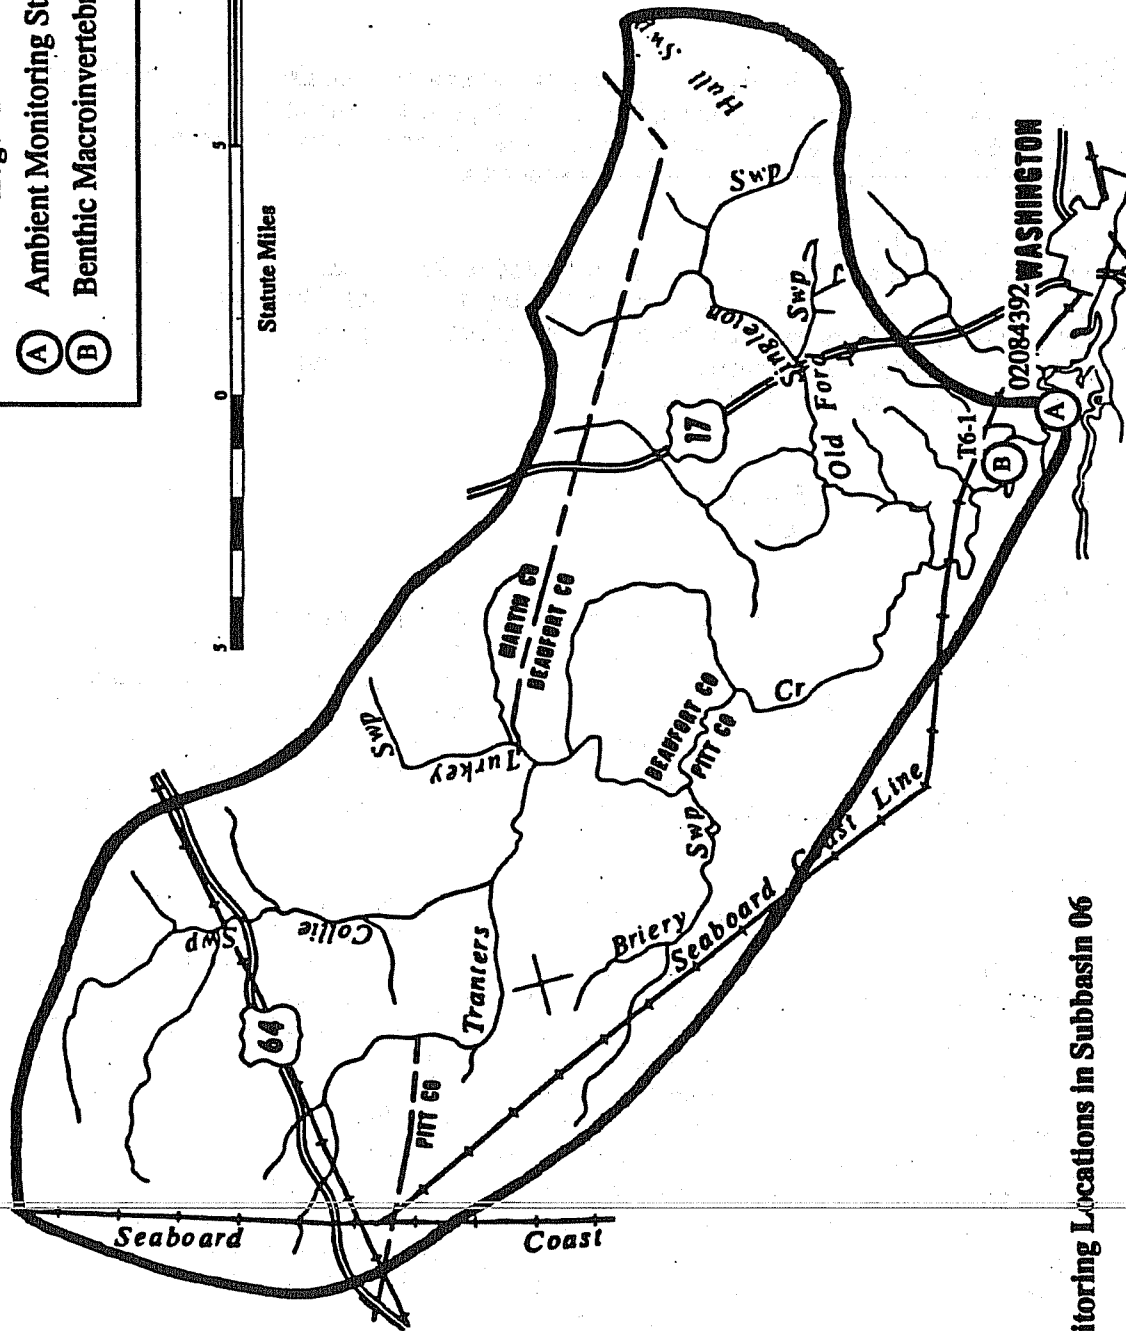 A Ambient Monitoring St
B Benthic Macroinvertebr
5 0 5
Statute Miles
Hull Swp
Swp
WASHINGTON
02084392
A
Swp
Singleton
17
Old Ford
T6-1
B
MARTIN CO
BEAUFORT CO
Swp
Turkey
BEAUFORT CO
PITT CO
Cr
Swp
Briery
Seaboard Coast Line
Collie
Swp
Tranters
64
PITT CO
Seaboard Coast
itoring Locations in Subbasin 06